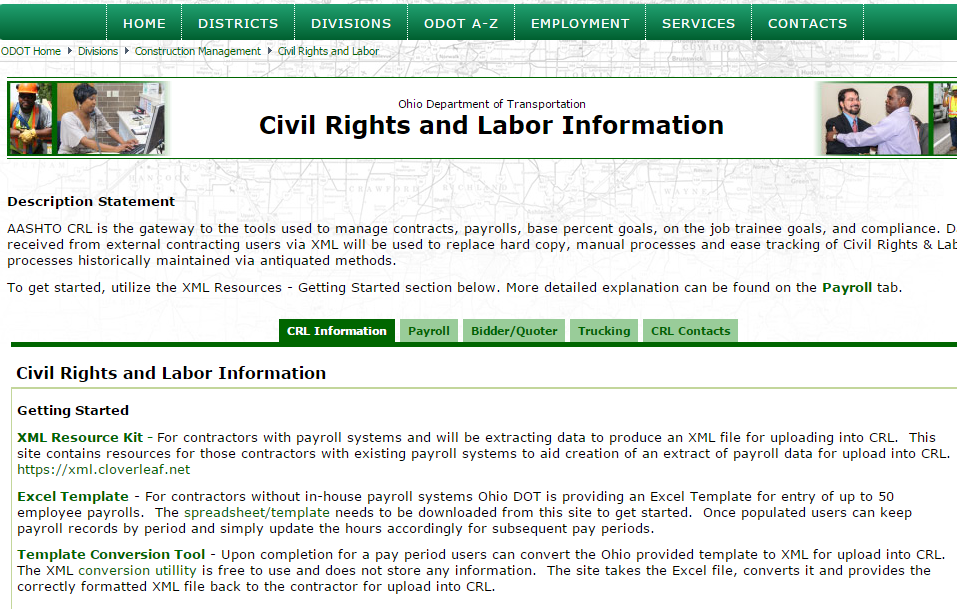 HOME DISTRICTS DIVISIONS ODOT A-Z EMPLOYMENT SERVICES CONTACTS
ODOT Home Divisions Construction Management Civil Rights and Labor
Ohio Department of Transportation
Civil Rights and Labor Information
Description Statement
AASHTO CRL is the gateway to the tools used to manage contracts, payrolls, base percent goals, on the job trainee goals, and compliance. D
received from external contracting users via XML will be used to replace hard copy, manual processes and ease tracking of Civil Rights & Lab
processes historically maintained via antiquated methods.
To get started, utilize the XML Resources - Getting Started section below. More detailed explanation can be found on the Payroll tab.
CRL Information Payroll Bidder/Quoter Trucking CRL Contacts
Civil Rights and Labor Information
Getting Started
XML Resource Kit - For contractors with payroll systems and will be extracting data to produce an XML file for uploading into CRL. This
site contains resources for those contractors with existing payroll systems to aid creation of an extract of payroll data for upload into CRL.
https://xml.cloverleaf.net
Excel Template - For contractors without in-house payroll systems Ohio DOT is providing an Excel Template for entry of up to 50
employee payrolls. The spreadsheet/template needs to be downloaded from this site to get started. Once populated users can keep
payroll records by period and simply update the hours accordingly for subsequent pay periods.
Template Conversion Tool - Upon completion for a pay period users can convert the Ohio provided template to XML for upload into CRL.
The XML conversion utillity is free to use and does not store any information. The site takes the Excel file, converts it and provides the
correctly formatted XML file back to the contractor for upload into CRL.